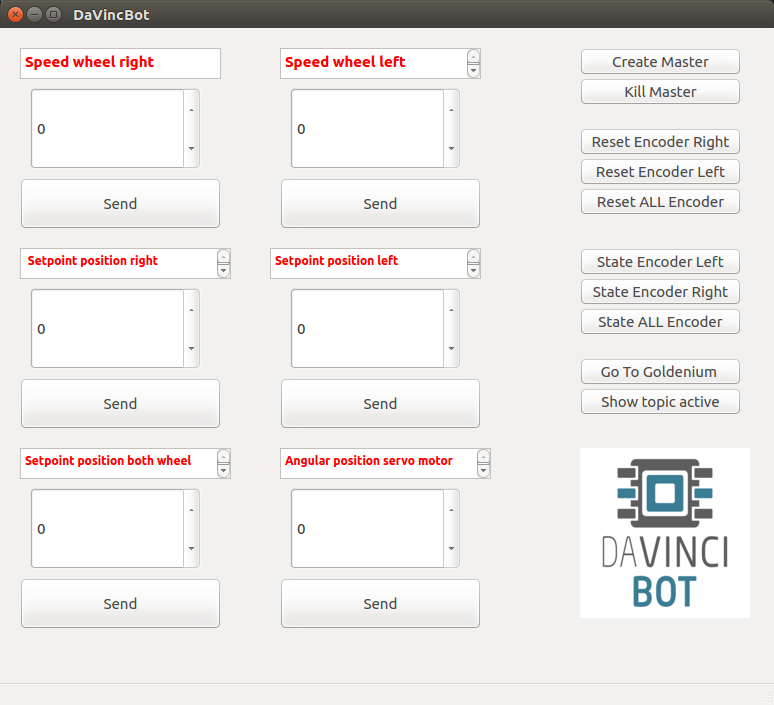 DaVincBot
Speed wheel right
Speed wheel left
0
0
Send
Send
Setpoint position right
Setpoint position left
0
0
Send
Send
Setpoint position both wheel
Angular position servo motor
0
0
Send
Send
Create Master
Kill Master
Reset Encoder Right
Reset Encoder Left
Reset ALL Encoder
State Encoder Left
State Encoder Right
State ALL Encoder
Go To Goldenium
Show topic active
DAVINCI
BOT